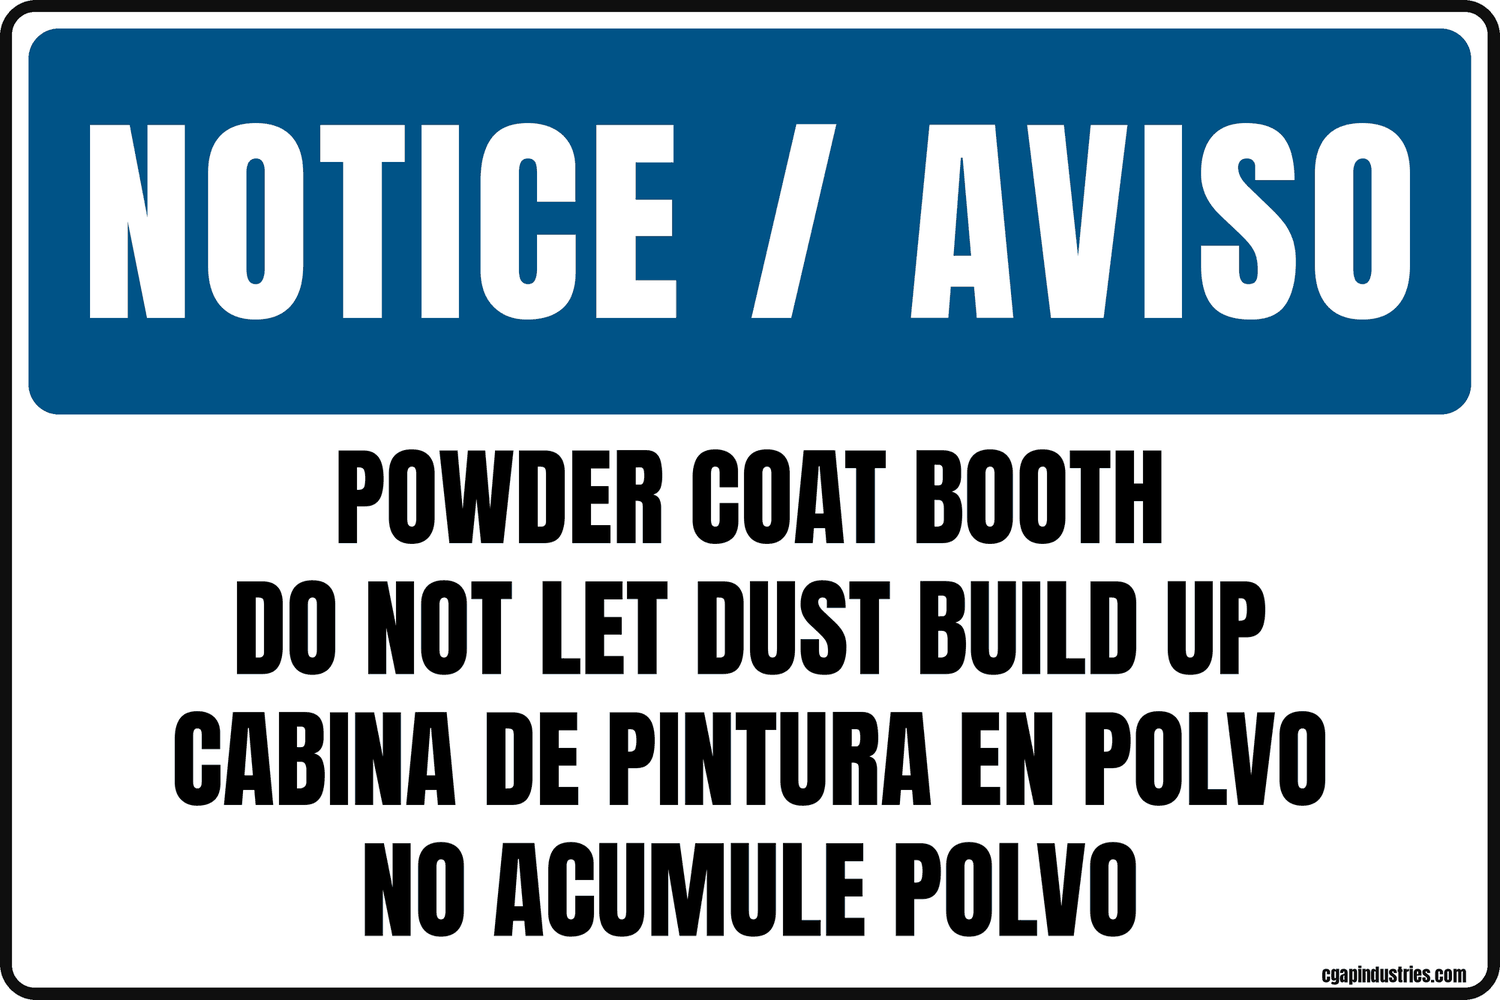 NOTICE / AVISO
POWDER COAT BOOTH
DO NOT LET DUST BUILD UP
CABINA DE PINTURA EN POLVO
NO ACUMULE POLVO
cgapindustries.com